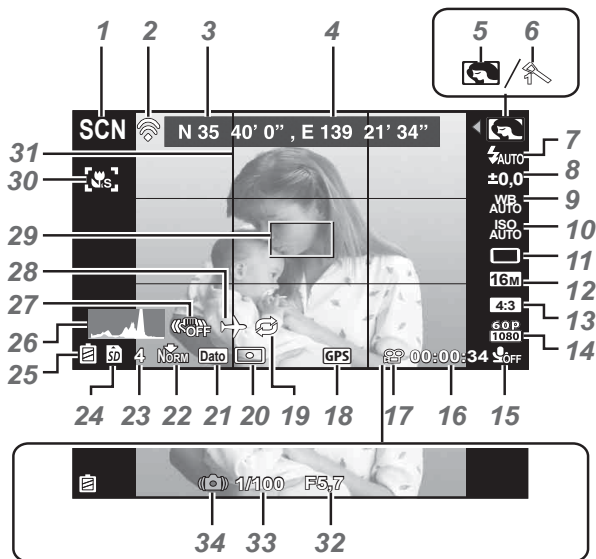 1 2 3 4 5 6
/
SCN N 35 40’ 0”, E 139 21’ 34”
7
31 AUTO
30 S ±0,0 8
WB AUTO 9
29 ISO AUTO 10
11
28 16M 12
27 OFF 4:3 13
26 60p 1080 14
25 SD 4 NORM Dato GPS 00:00:34 OFF
24 23 22 21 20 19 18 17 16 15
1/100 F5,7
34 33 32